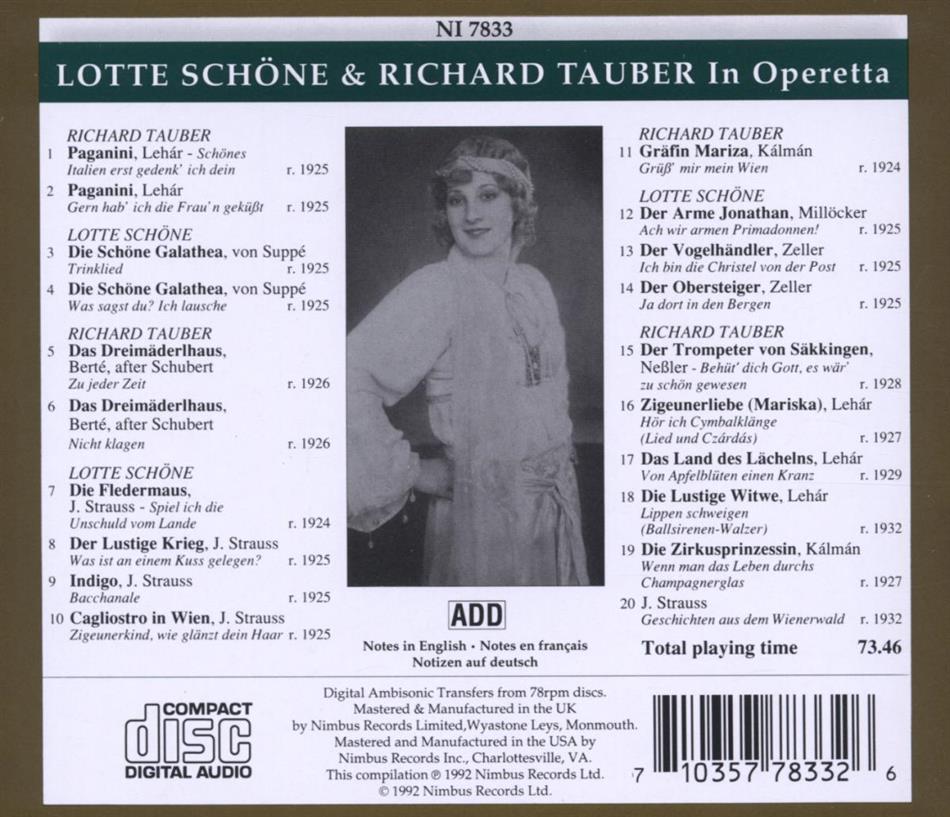 NI 7833
LOTTE SCHÖNE & RICHARD TAUBER In Operetta
RICHARD TAUBER
1 Paganini, Lehár - Schönes
Italien erst gedenk' ich dein r. 1925
2 Paganini, Lehár
Gern hab' ich die Frau'n geküßt r. 1925
LOTTE SCHÖNE
3 Die Schöne Galathea, von Suppé
Trinklied r. 1925
4 Die Schöne Galathea, von Suppé
Was sagst du? Ich lausche r. 1925
RICHARD TAUBER
5 Das Dreimäderlhaus,
Berté, after Schubert
Zu jeder Zeit r. 1926
6 Das Dreimäderlhaus,
Berté, after Schubert
Nicht klagen r. 1926
LOTTE SCHÖNE
7 Die Fledermaus,
J. Strauss - Spiel ich die
Unschuld vom Lande r. 1924
8 Der Lustige Krieg, J. Strauss
Was ist an einem Kuss gelegen? r. 1925
9 Indigo, J. Strauss
Bacchanale r. 1925
10 Cagliostro in Wien, J. Strauss
Zigeunerkind, wie glänzt dein Haar r. 1925
RICHARD TAUBER
11 Gräfin Mariza, Kálmán
Grüß' mir mein Wien r. 1924
LOTTE SCHÖNE
12 Der Arme Jonathan, Millöcker
Ach wir armen Primadonnen! r. 1925
13 Der Vogelhändler, Zeller
Ich bin die Christel von der Post r. 1925
14 Der Obersteiger, Zeller
Ja dort in den Bergen r. 1925
RICHARD TAUBER
15 Der Trompeter von Säkkingen,
Neßler - Behüt' dich Gott, es wär'
zu schön gewesen r. 1928
16 Zigeunerliebe (Mariska), Lehár
Hör ich Cymbalklänge
(Lied und Czárdás) r. 1927
17 Das Land des Lächelns, Lehár
Von Apfelblüten einen Kranz r. 1929
18 Die Lustige Witwe, Lehár
Lippen schweigen
(Ballsirenen-Walzer) r. 1932
19 Die Zirkusprinzessin, Kálmán
Wenn man das Leben durchs
Champagnerglas r. 1927
20 J. Strauss
Geschichten aus dem Wienerwald r. 1932
Total playing time 73.46
ADD
Notes in English · Notes en français
Notizen auf deutsch
COMPACT
disc
DIGITAL AUDIO
Digital Ambisonic Transfers from 78rpm discs.
Mastered & Manufactured in the UK
by Nimbus Records Limited,Wyastone Leys, Monmouth.
Mastered and Manufactured in the USA by
Nimbus Records Inc., Charlottesville, VA.
This compilation ℗ 1992 Nimbus Records Ltd.
© 1992 Nimbus Records Ltd.
7 10357 78332 6